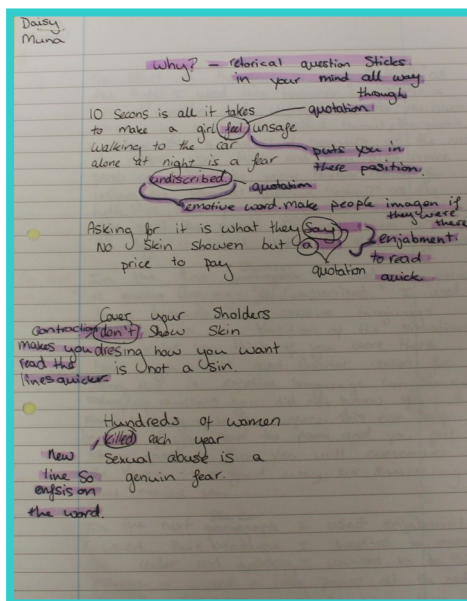 Daisy
Muna
why? - retorical question Sticks
in your mind all way
through
10 Secons is all it takes
quotation
to make a girl feel unsafe
walking to the car
puts you in
alone at night is a fear
there position.
undiscribed.
quotation
emotive word. make people imagen if
they were
there
Asking for it is what they Say
No Skin Showen but a
enjabment
price to pay
to read
quotation
quick
Cover your Sholders
Contraction don't Show Skin
makes you dresing how you want
read this is not a sin
lines quicker
Hundreds of women
killed each year
New Sexual abuse is a
line So genuin fear.
enfsis on
the word.